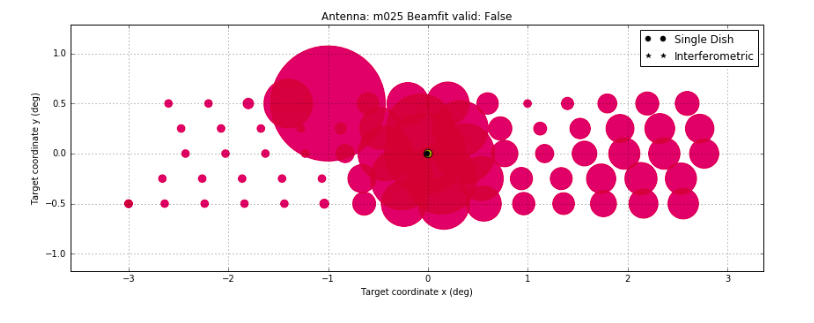 Antenna: m025 Beamfit valid: False
Single Dish
Interferometric
Target coordinate y (deg)
1.0
0.5
0.0
−0.5
−1.0
−3
−2
−1
0
1
2
3
Target coordinate x (deg)